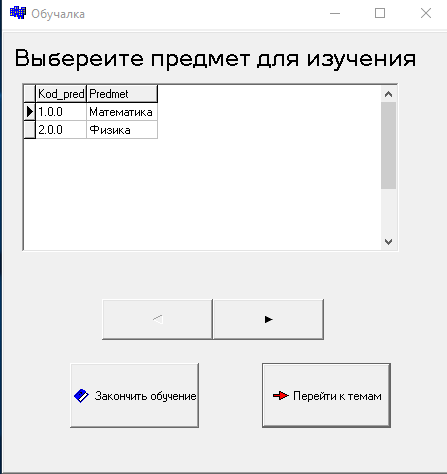 Обучалка
Выбереите предмет для изучения
Kod_pred Predmet
1.0.0 Математика
2.0.0 Физика
Закончить обучение
Перейти к темам